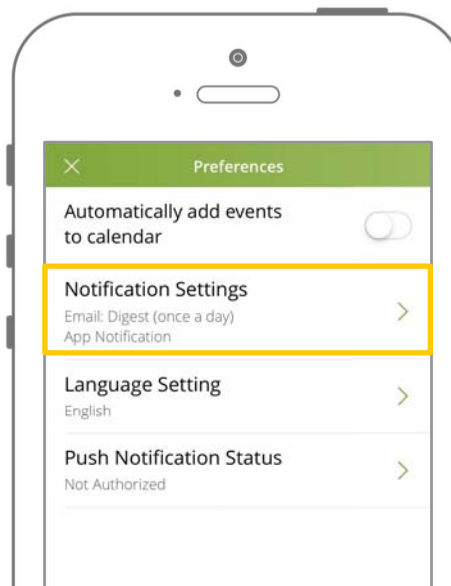 Preferences
Automatically add events
to calendar
Notification Settings
Email: Digest (once a day)
App Notification
Language Setting
English
Push Notification Status
Not Authorized